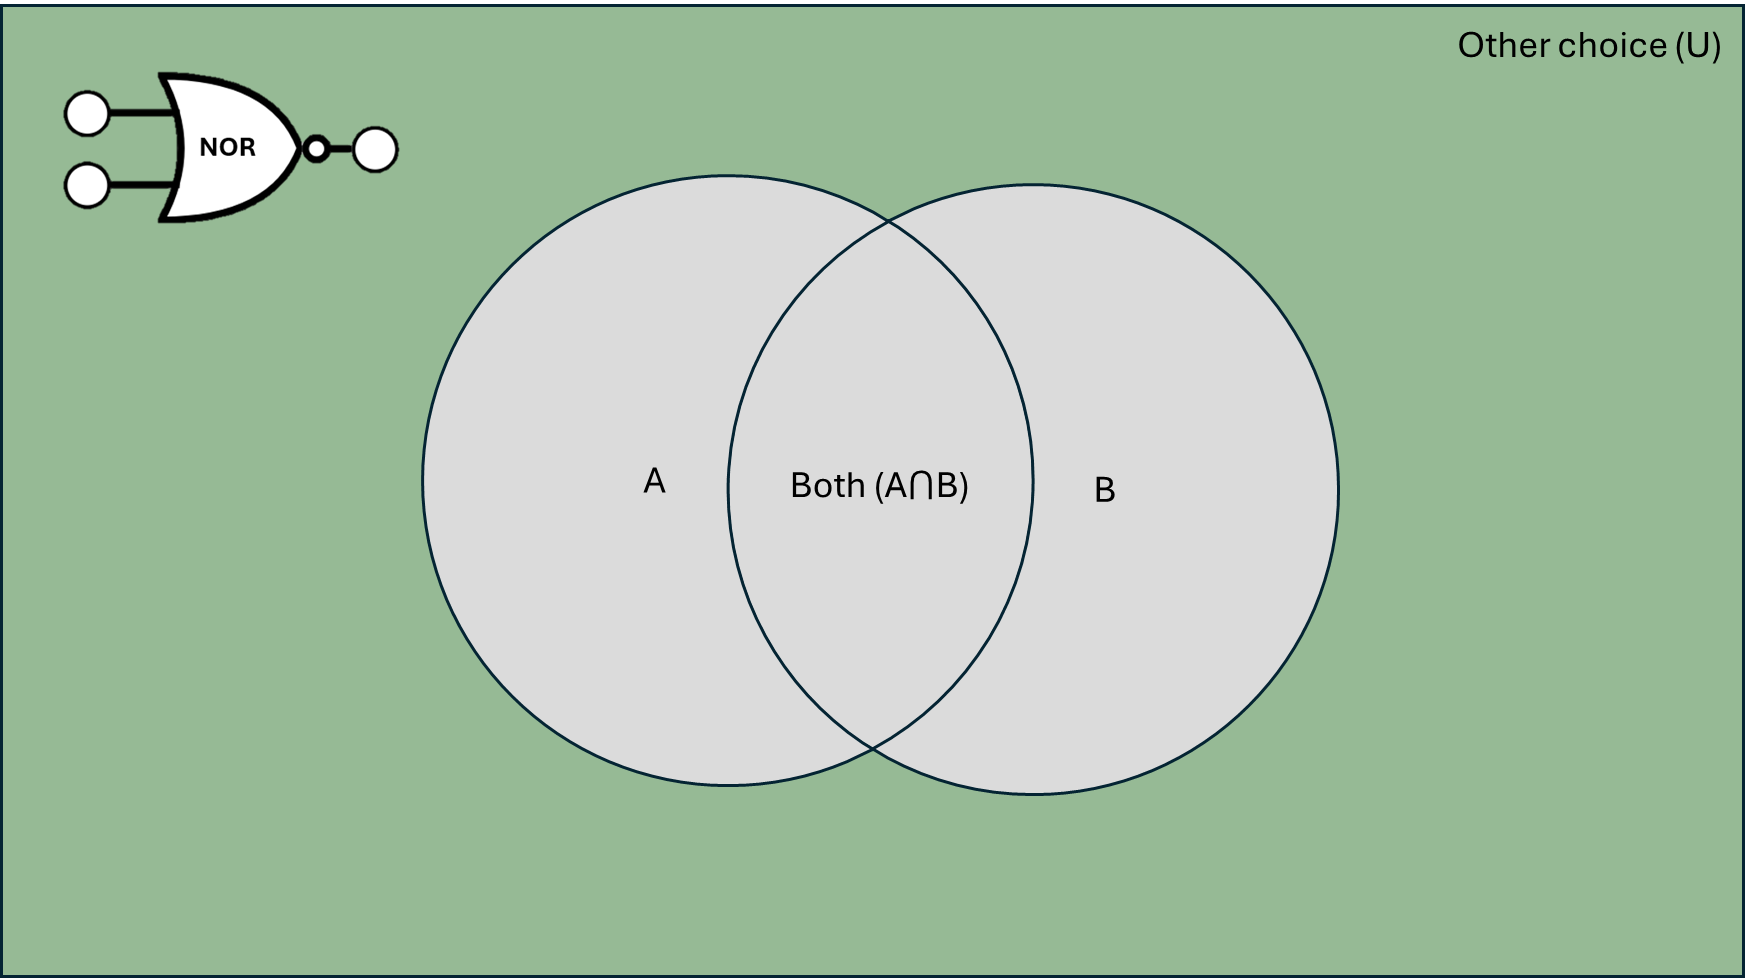 Other choice (U)
NOR
A
Both (A⋂B)
B